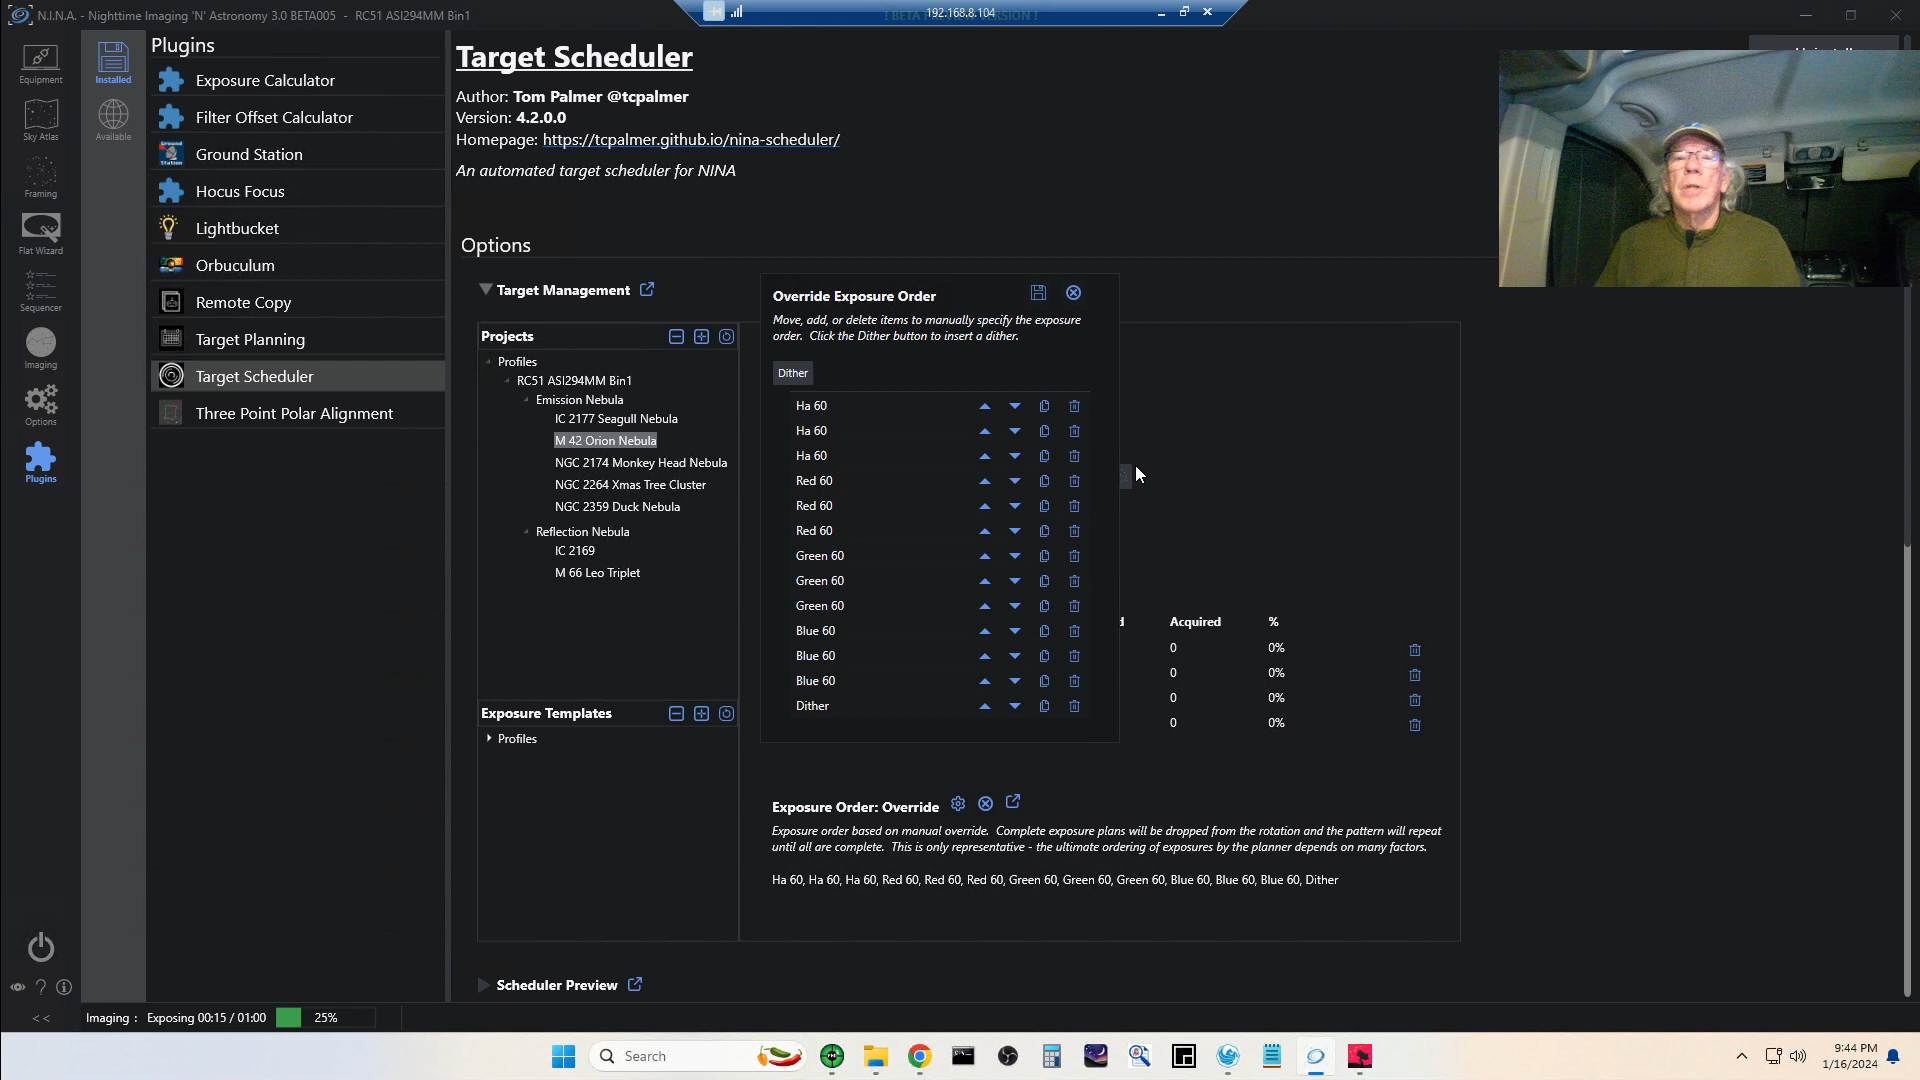 N.I.N.A. - Nighttime Imaging 'N' Astronomy 3.0 BETA005 - RC51 ASI294MM Bin1
192.168.8.104
Equipment
Sky Atlas
Framing
Flat Wizard
Sequencer
Imaging
Options
Plugins
Installed
Available
Plugins
Exposure Calculator
Filter Offset Calculator
Ground Station
Hocus Focus
Lightbucket
Orbuculum
Remote Copy
Target Planning
Target Scheduler
Three Point Polar Alignment
Target Scheduler
Author: Tom Palmer @tcpalmer
Version: 4.2.0.0
Homepage: https://tcpalmer.github.io/nina-scheduler/
An automated target scheduler for NINA
Options
Target Management
Projects
Profiles
RC51 ASI294MM Bin1
Emission Nebula
IC 2177 Seagull Nebula
M 42 Orion Nebula
NGC 2174 Monkey Head Nebula
NGC 2264 Xmas Tree Cluster
NGC 2359 Duck Nebula
Reflection Nebula
IC 2169
M 66 Leo Triplet
Exposure Templates
Profiles
Override Exposure Order
Move, add, or delete items to manually specify the exposure
order. Click the Dither button to insert a dither.
Dither
Ha 60
Ha 60
Ha 60
Red 60
Red 60
Red 60
Green 60
Green 60
Green 60
Blue 60
Blue 60
Blue 60
Dither
d Acquired %
0 0%
0 0%
0 0%
0 0%
Exposure Order: Override
Exposure order based on manual override. Complete exposure plans will be dropped from the rotation and the pattern will repeat
until all are complete. This is only representative - the ultimate ordering of exposures by the planner depends on many factors.
Ha 60, Ha 60, Ha 60, Red 60, Red 60, Red 60, Green 60, Green 60, Green 60, Blue 60, Blue 60, Blue 60, Dither
Scheduler Preview
<<
Imaging : Exposing 00:15 / 01:00 25%
Search
9:44 PM
1/16/2024